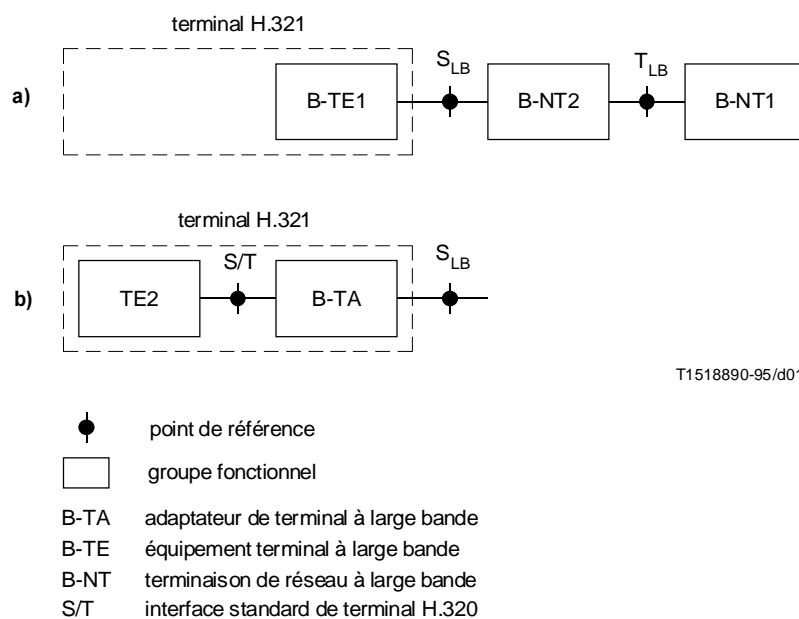 terminal H.321
a)
B-TE1
S_LB
B-NT2
T_LB
B-NT1
terminal H.321
b)
TE2
S/T
B-TA
S_LB
T1518890-95/d01
point de référence
groupe fonctionnel
B-TA adaptateur de terminal à large bande
B-TE équipement terminal à large bande
B-NT terminaison de réseau à large bande
S/T interface standard de terminal H.320